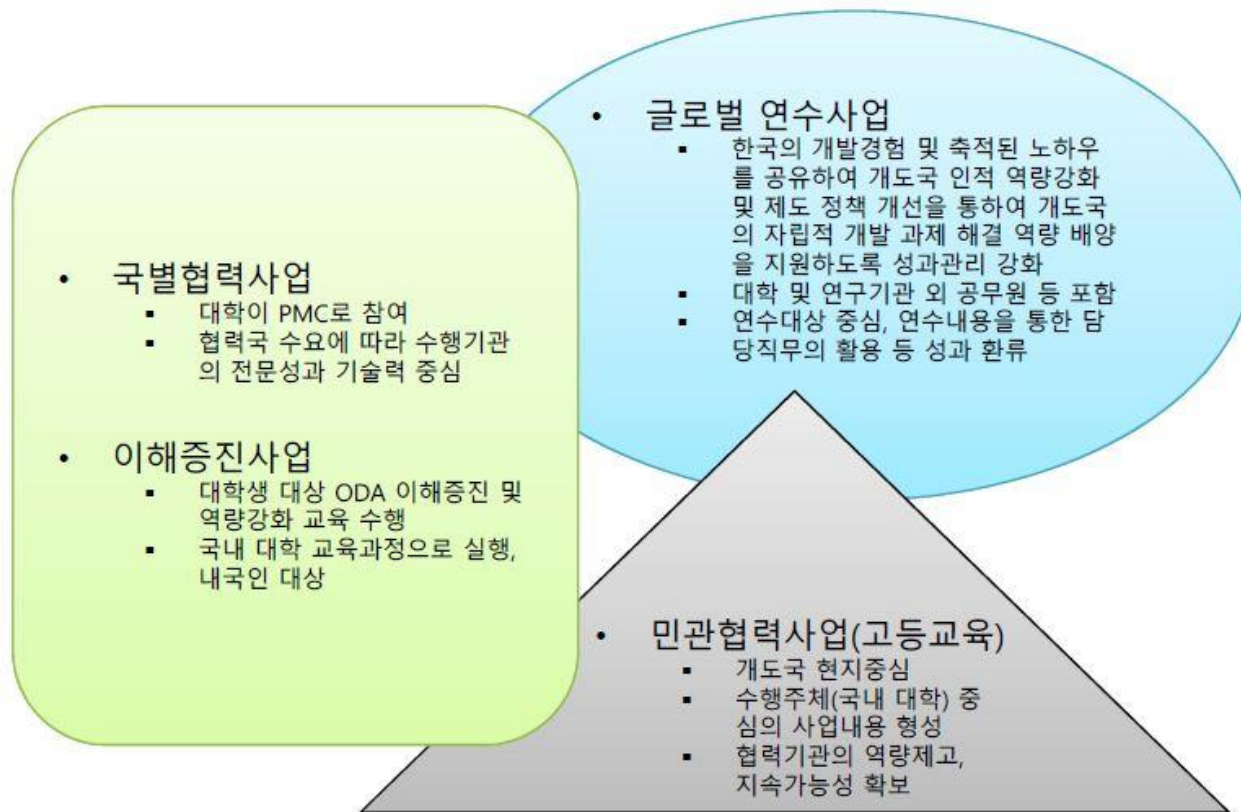 • 글로벌 연수사업
▪ 한국의 개발경험 및 축적된 노하우
를 공유하여 개도국 인적 역량강화
및 제도 정책 개선을 통하여 개도국
의 자립적 개발 과제 해결 역량 배양
을 지원하도록 성과관리 강화
▪ 대학 및 연구기관 외 공무원 등 포함
▪ 연수대상 중심, 연수내용을 통한 담
당직무의 활용 등 성과 환류
• 국별협력사업
▪ 대학이 PMC로 참여
▪ 협력국 수요에 따라 수행기관
의 전문성과 기술력 중심
• 이해증진사업
▪ 대학생 대상 ODA 이해증진 및
역량강화 교육 수행
▪ 국내 대학 교육과정으로 실행,
내국인 대상
• 민관협력사업(고등교육)
▪ 개도국 현지중심
▪ 수행주체(국내 대학) 중
심의 사업내용 형성
▪ 협력기관의 역량제고,
지속가능성 확보